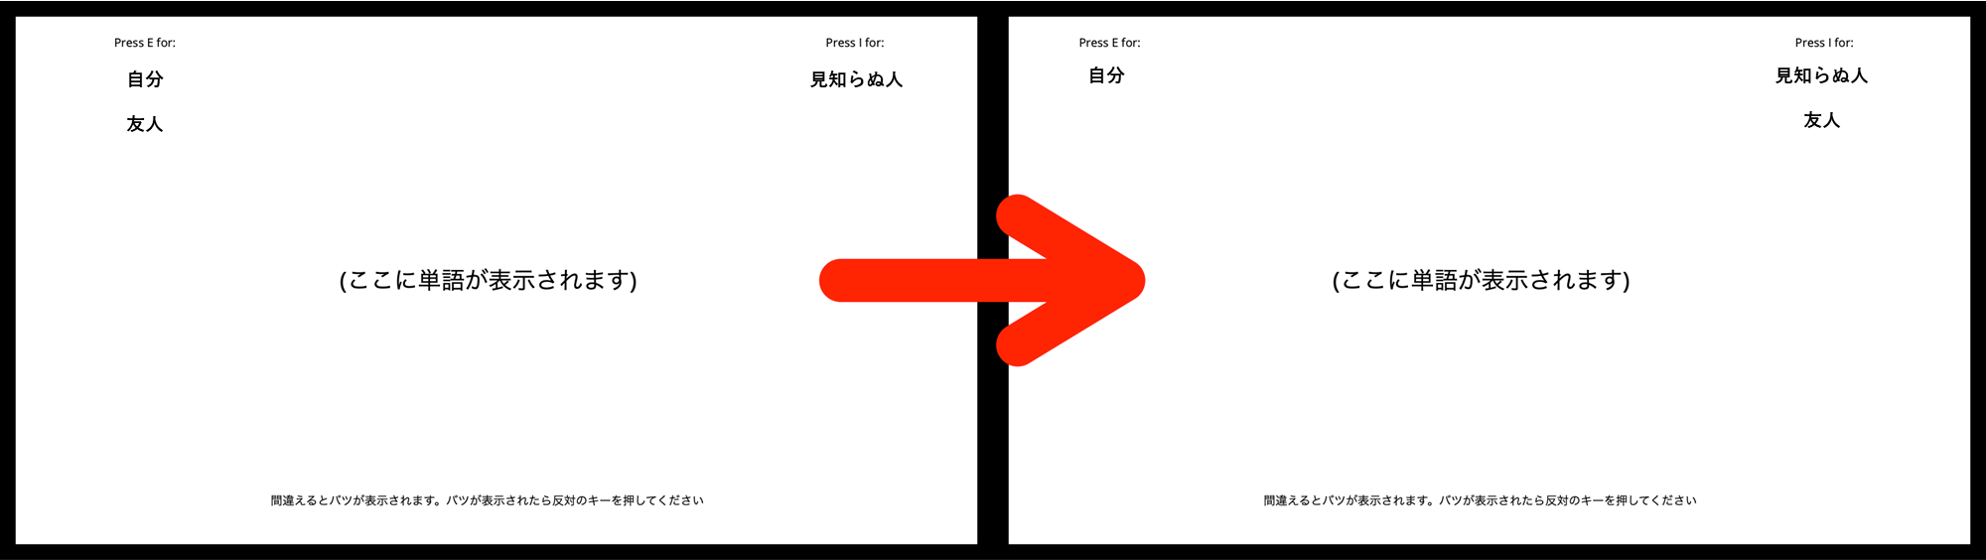 Press E for:
自分
友人
Press I for:
見知らぬ人
(ここに単語が表示されます)
間違えるとバツが表示されます。バツが表示されたら反対のキーを押してください
Press E for:
自分
Press I for:
見知らぬ人
友人
(ここに単語が表示されます)
間違えるとバツが表示されます。バツが表示されたら反対のキーを押してください